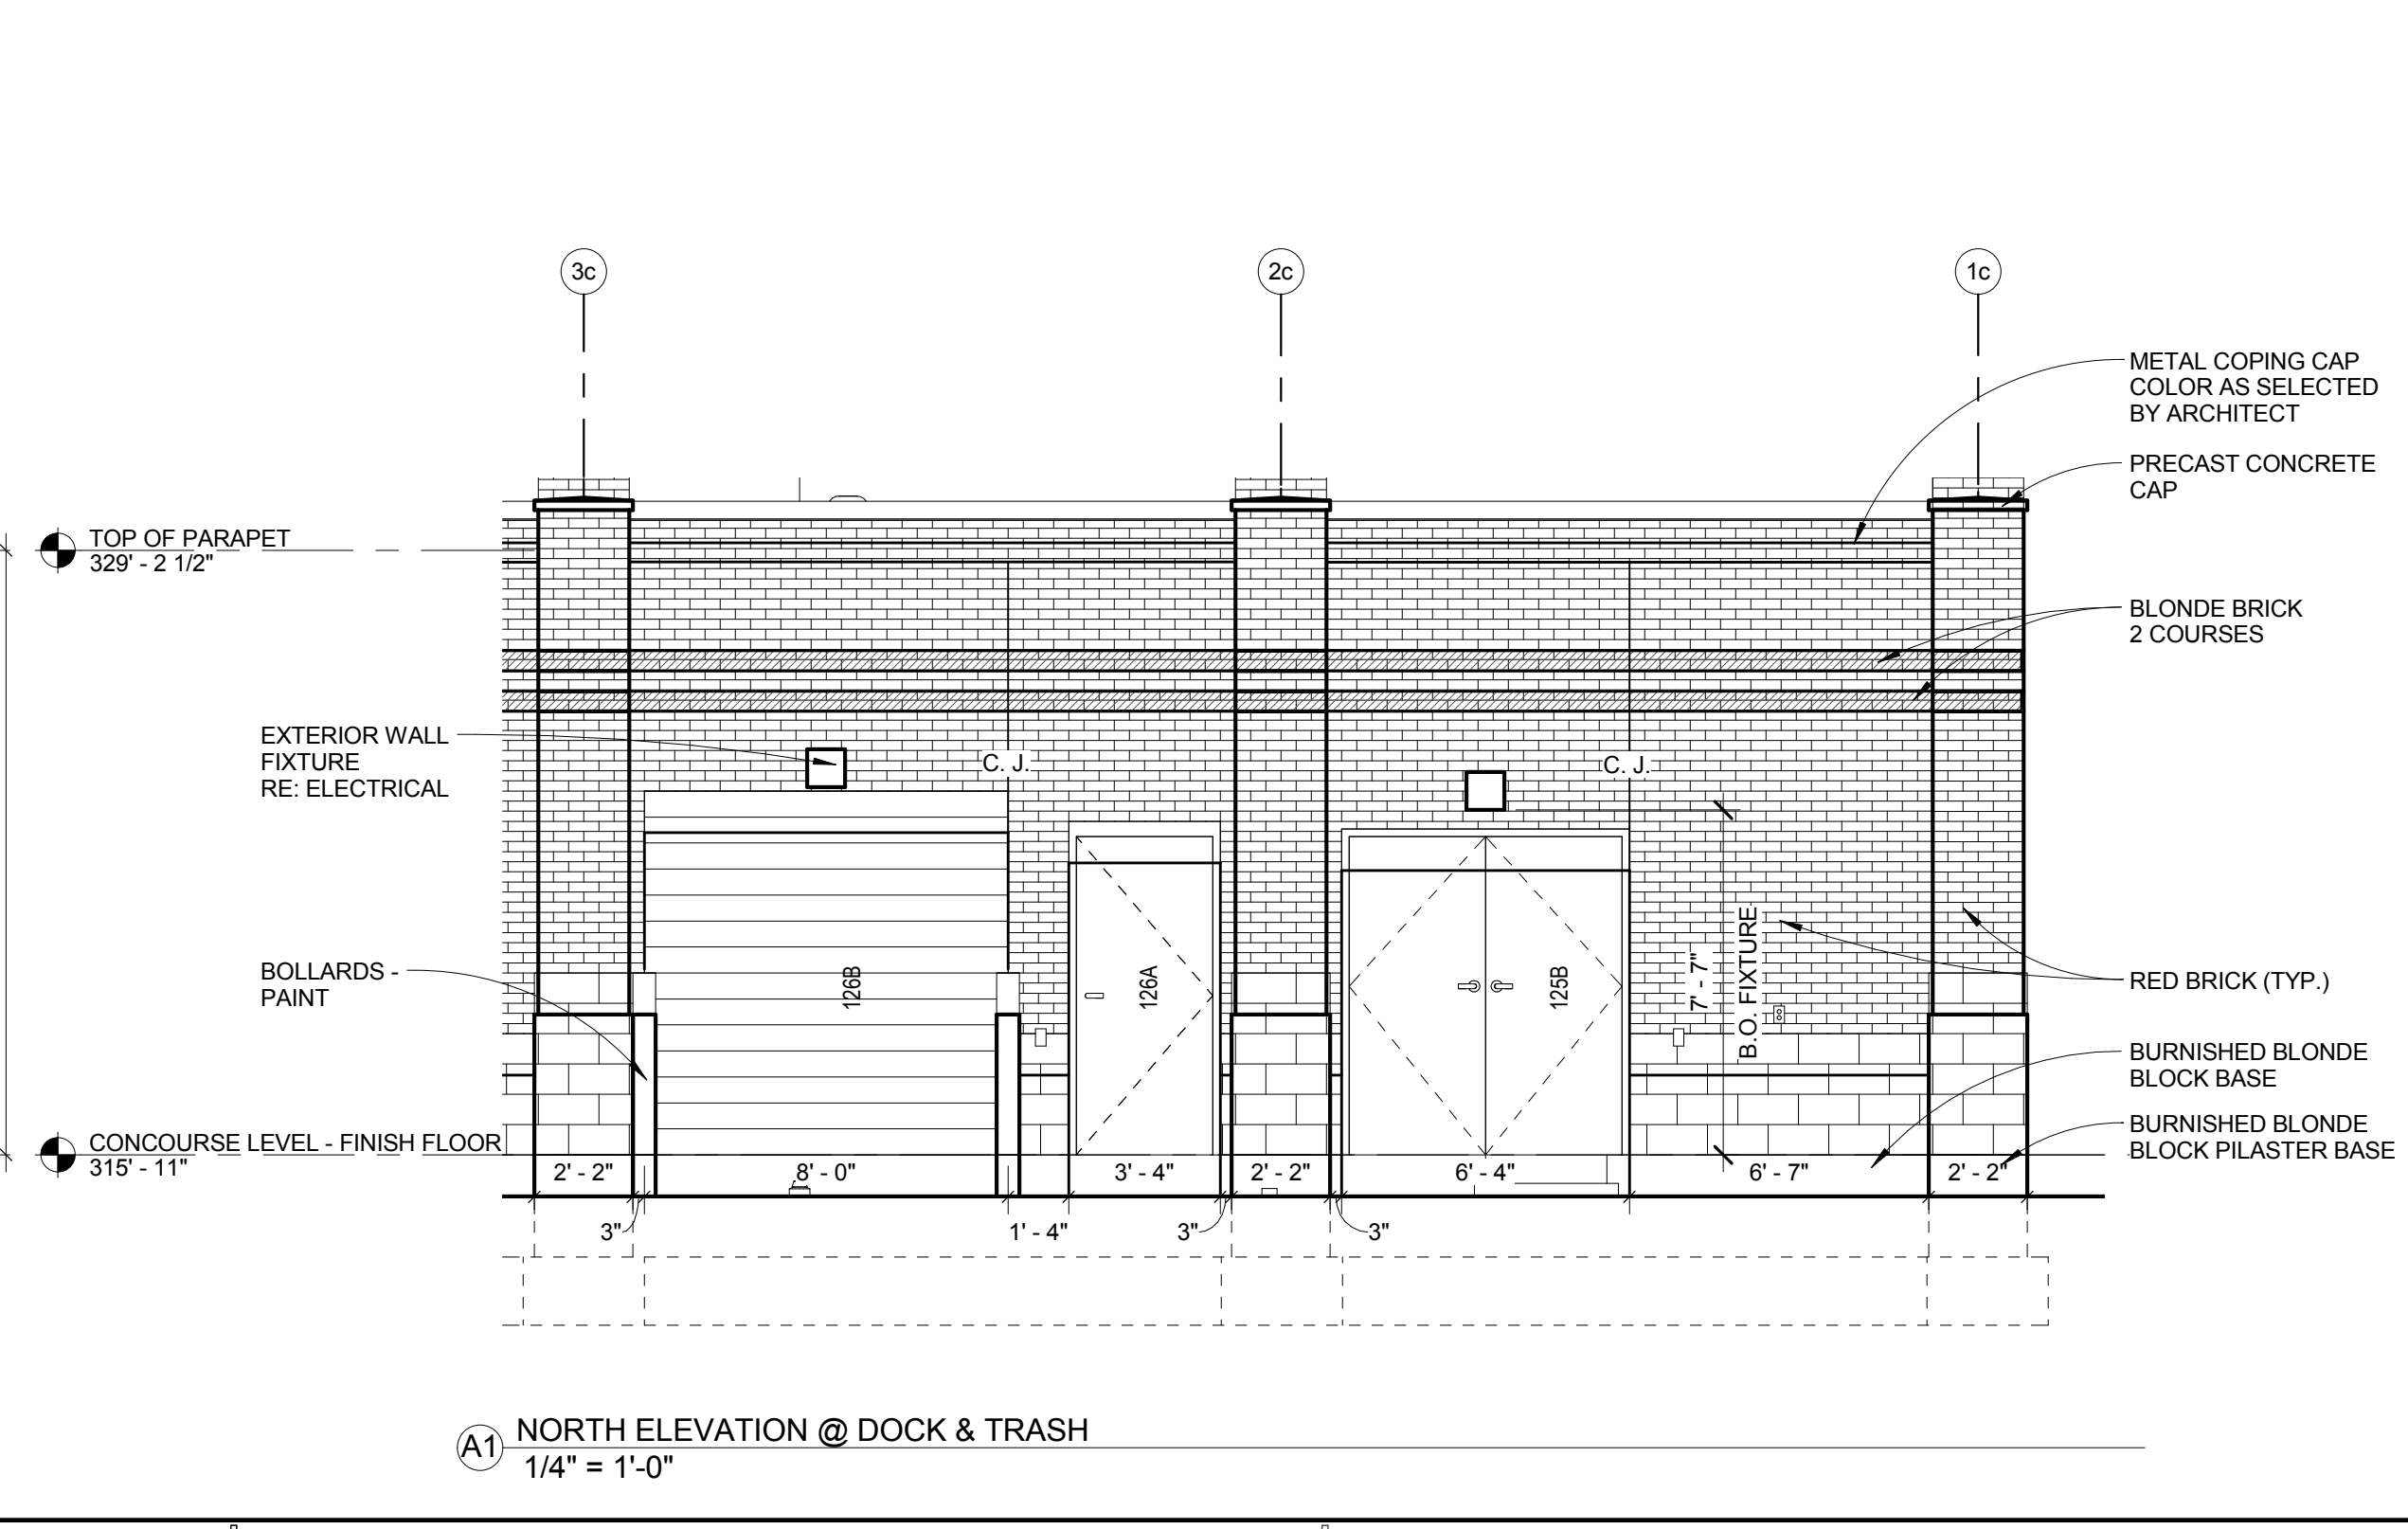 3c
2c
1c
METAL COPING CAP
COLOR AS SELECTED
BY ARCHITECT
PRECAST CONCRETE
CAP
TOP OF PARAPET
329' - 2 1/2"
BLONDE BRICK
2 COURSES
EXTERIOR WALL
FIXTURE
RE: ELECTRICAL
C. J.
C. J.
BOLLARDS -
PAINT
126B
126A
125B
7' - 7"
B.O. FIXTURE
RED BRICK (TYP.)
BURNISHED BLONDE
BLOCK BASE
BURNISHED BLONDE
BLOCK PILASTER BASE
CONCOURSE LEVEL - FINISH FLOOR
315' - 11"
2' - 2"
8' - 0"
3' - 4"
2' - 2"
6' - 4"
6' - 7"
2' - 2"
3"
1' - 4"
3"
3"
A1
NORTH ELEVATION @ DOCK & TRASH
1/4" = 1'-0"